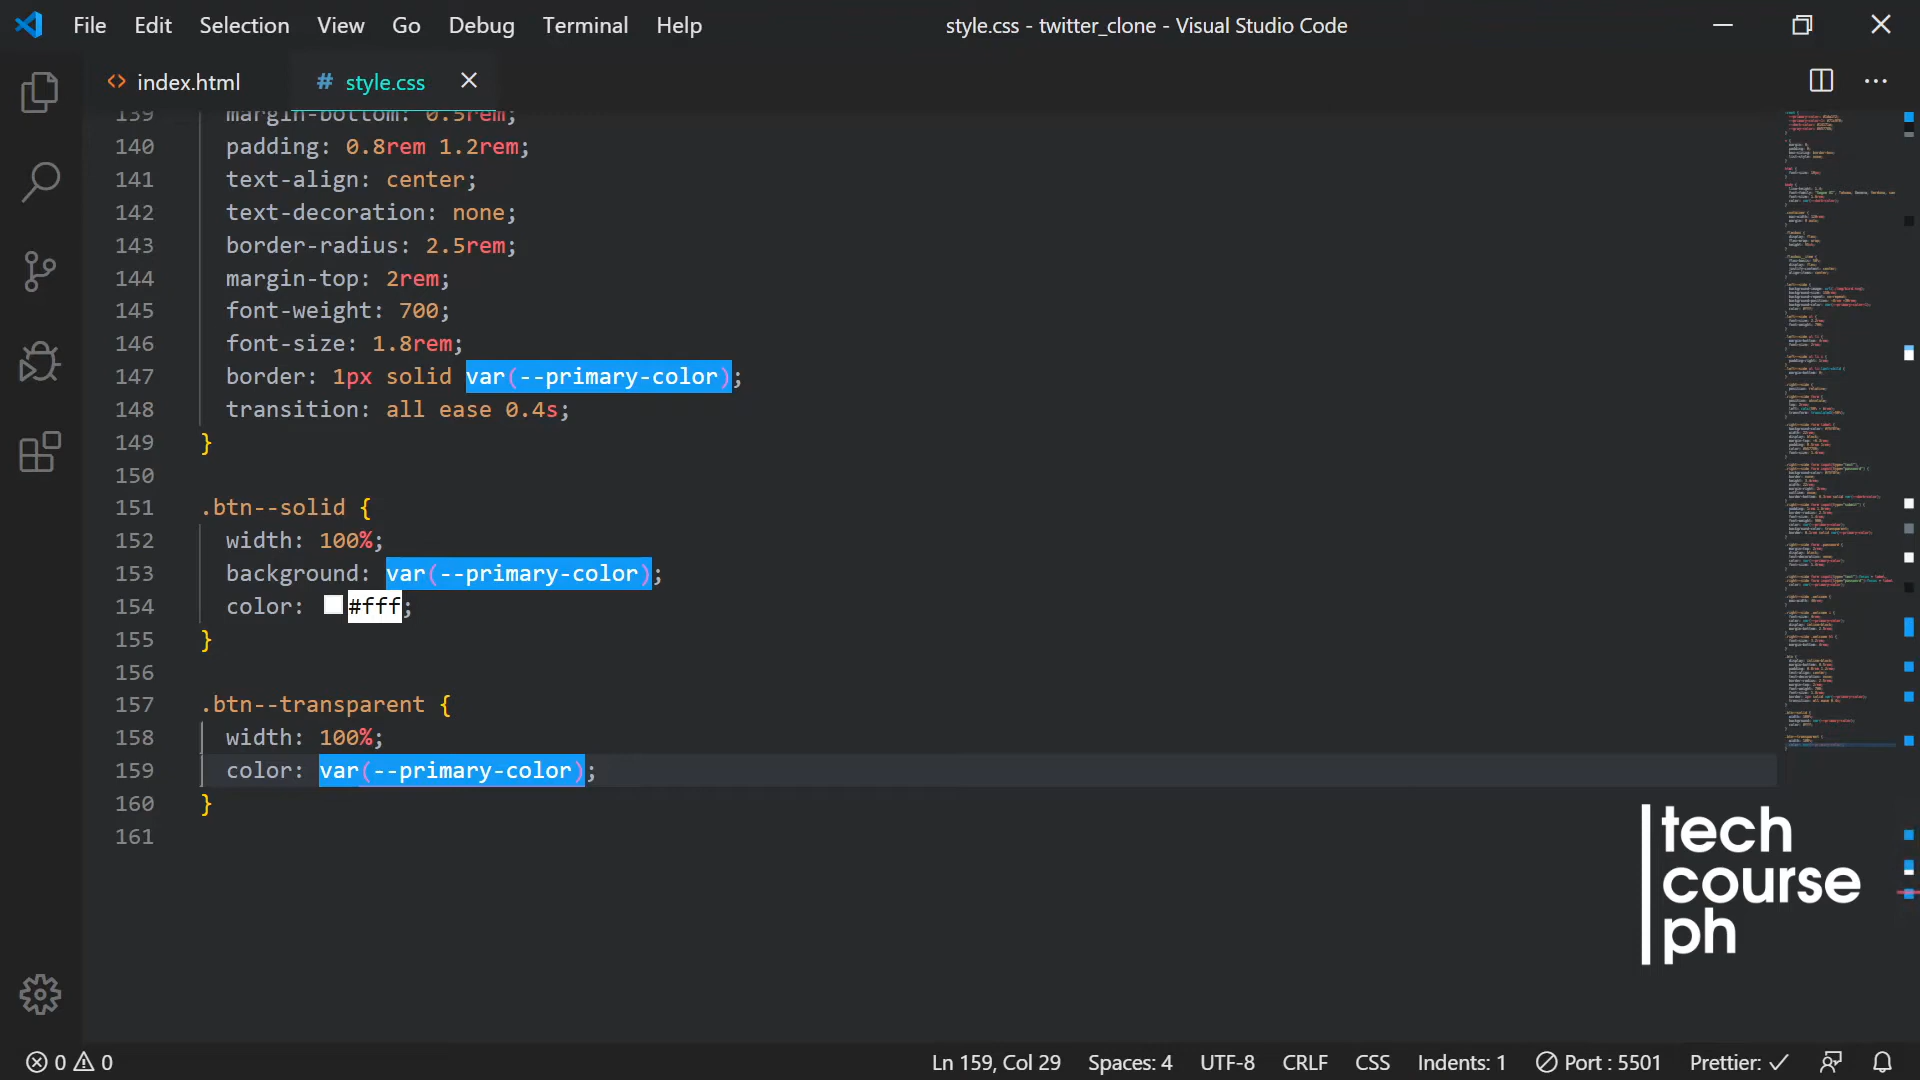 File Edit Selection View Go Debug Terminal Help
style.css - twitter_clone - Visual Studio Code
<> index.html
# style.css
139 margin-bottom: 0.5rem;
140 padding: 0.8rem 1.2rem;
141 text-align: center;
142 text-decoration: none;
143 border-radius: 2.5rem;
144 margin-top: 2rem;
145 font-weight: 700;
146 font-size: 1.8rem;
147 border: 1px solid var(--primary-color);
148 transition: all ease 0.4s;
149 }
150
151 .btn--solid {
152 width: 100%;
153 background: var(--primary-color);
154 color: #fff;
155 }
156
157 .btn--transparent {
158 width: 100%;
159 color: var(--primary-color);
160 }
161
tech
course
ph
0 0 Ln 159, Col 29 Spaces: 4 UTF-8 CRLF CSS Indents: 1 Port : 5501 Prettier: ✓